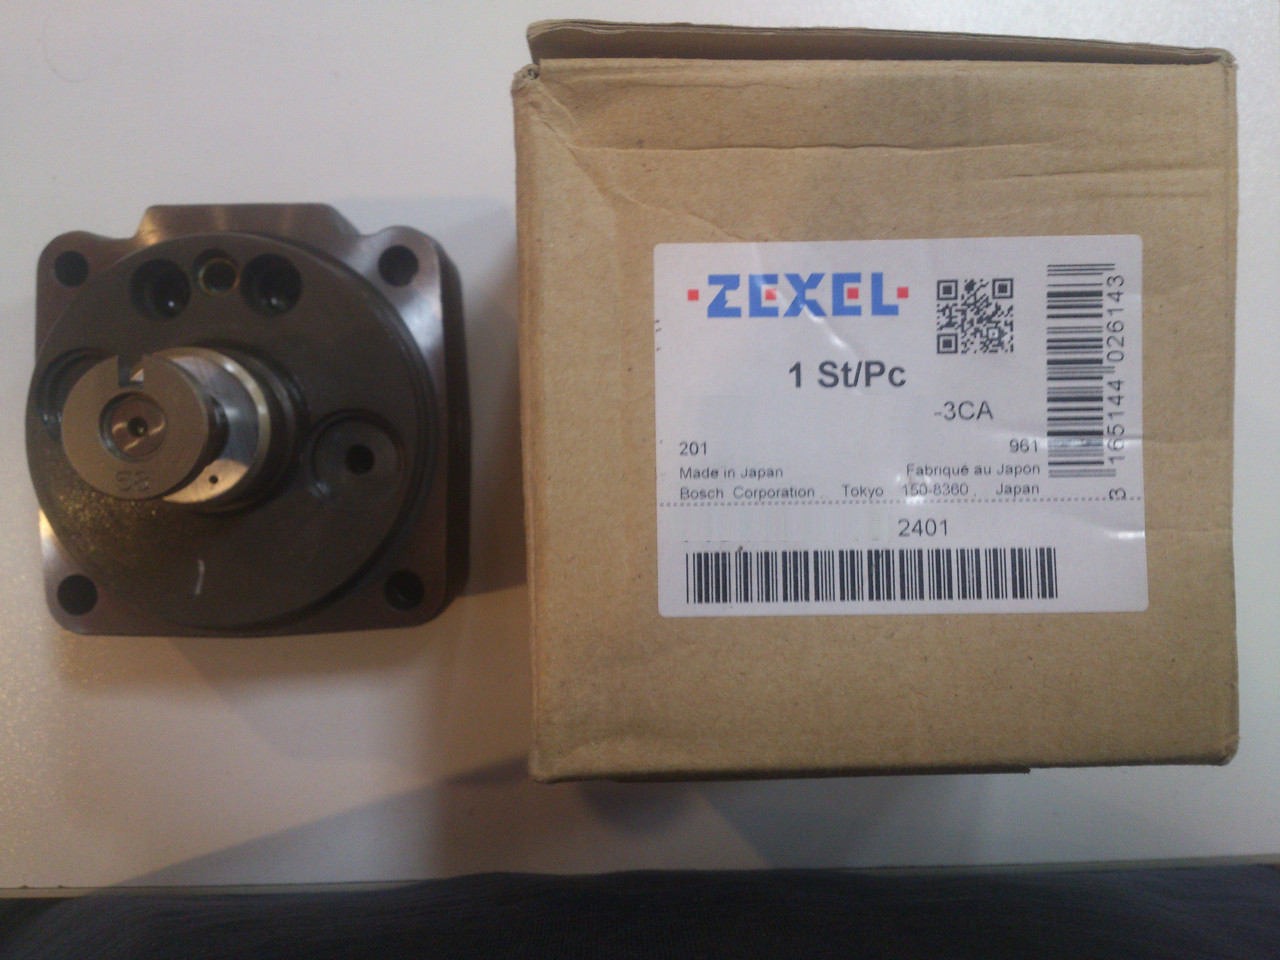 ZEXEL
1 St/Pc
-3CA
201 961
Made in Japan Fabriqué au Japon
Bosch Corporation Tokyo 150-8360, Japan
2401
3 165144 026143